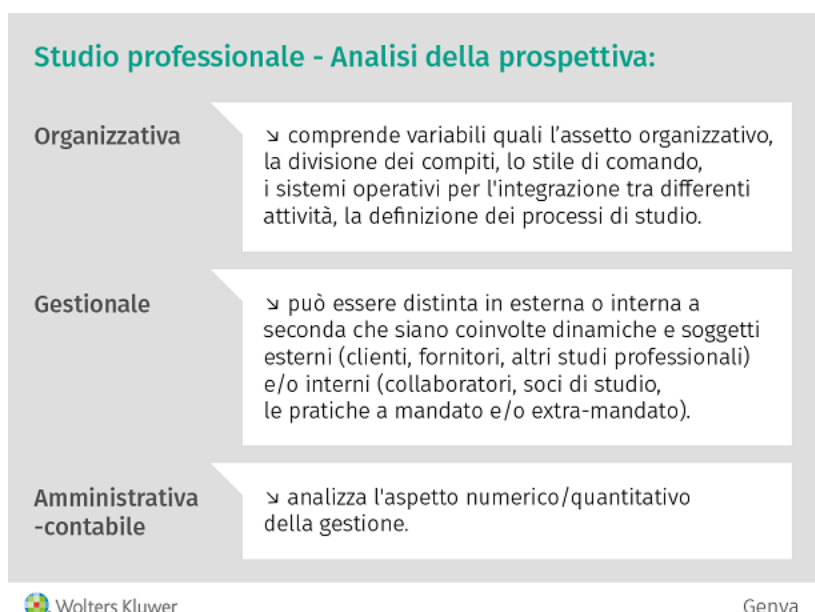 Studio professionale - Analisi della prospettiva:
Organizzativa
↘ comprende variabili quali l’assetto organizzativo,
la divisione dei compiti, lo stile di comando,
i sistemi operativi per l'integrazione tra differenti
attività, la definizione dei processi di studio.
Gestionale
↘ può essere distinta in esterna o interna a
seconda che siano coinvolte dinamiche e soggetti
esterni (clienti, fornitori, altri studi professionali)
e/o interni (collaboratori, soci di studio,
le pratiche a mandato e/o extra-mandato).
Amministrativa
-contabile
↘ analizza l'aspetto numerico/quantitativo
della gestione.
Wolters Kluwer
Genya